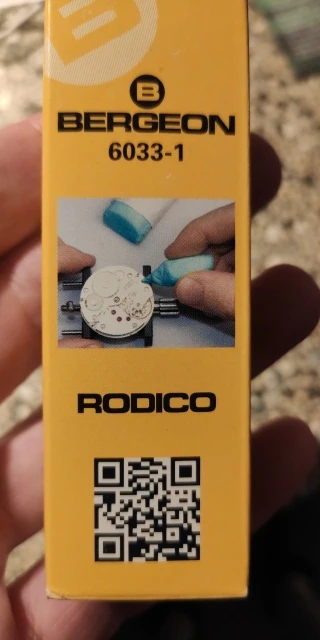 B
B
BERGEON
6033-1
RODICO